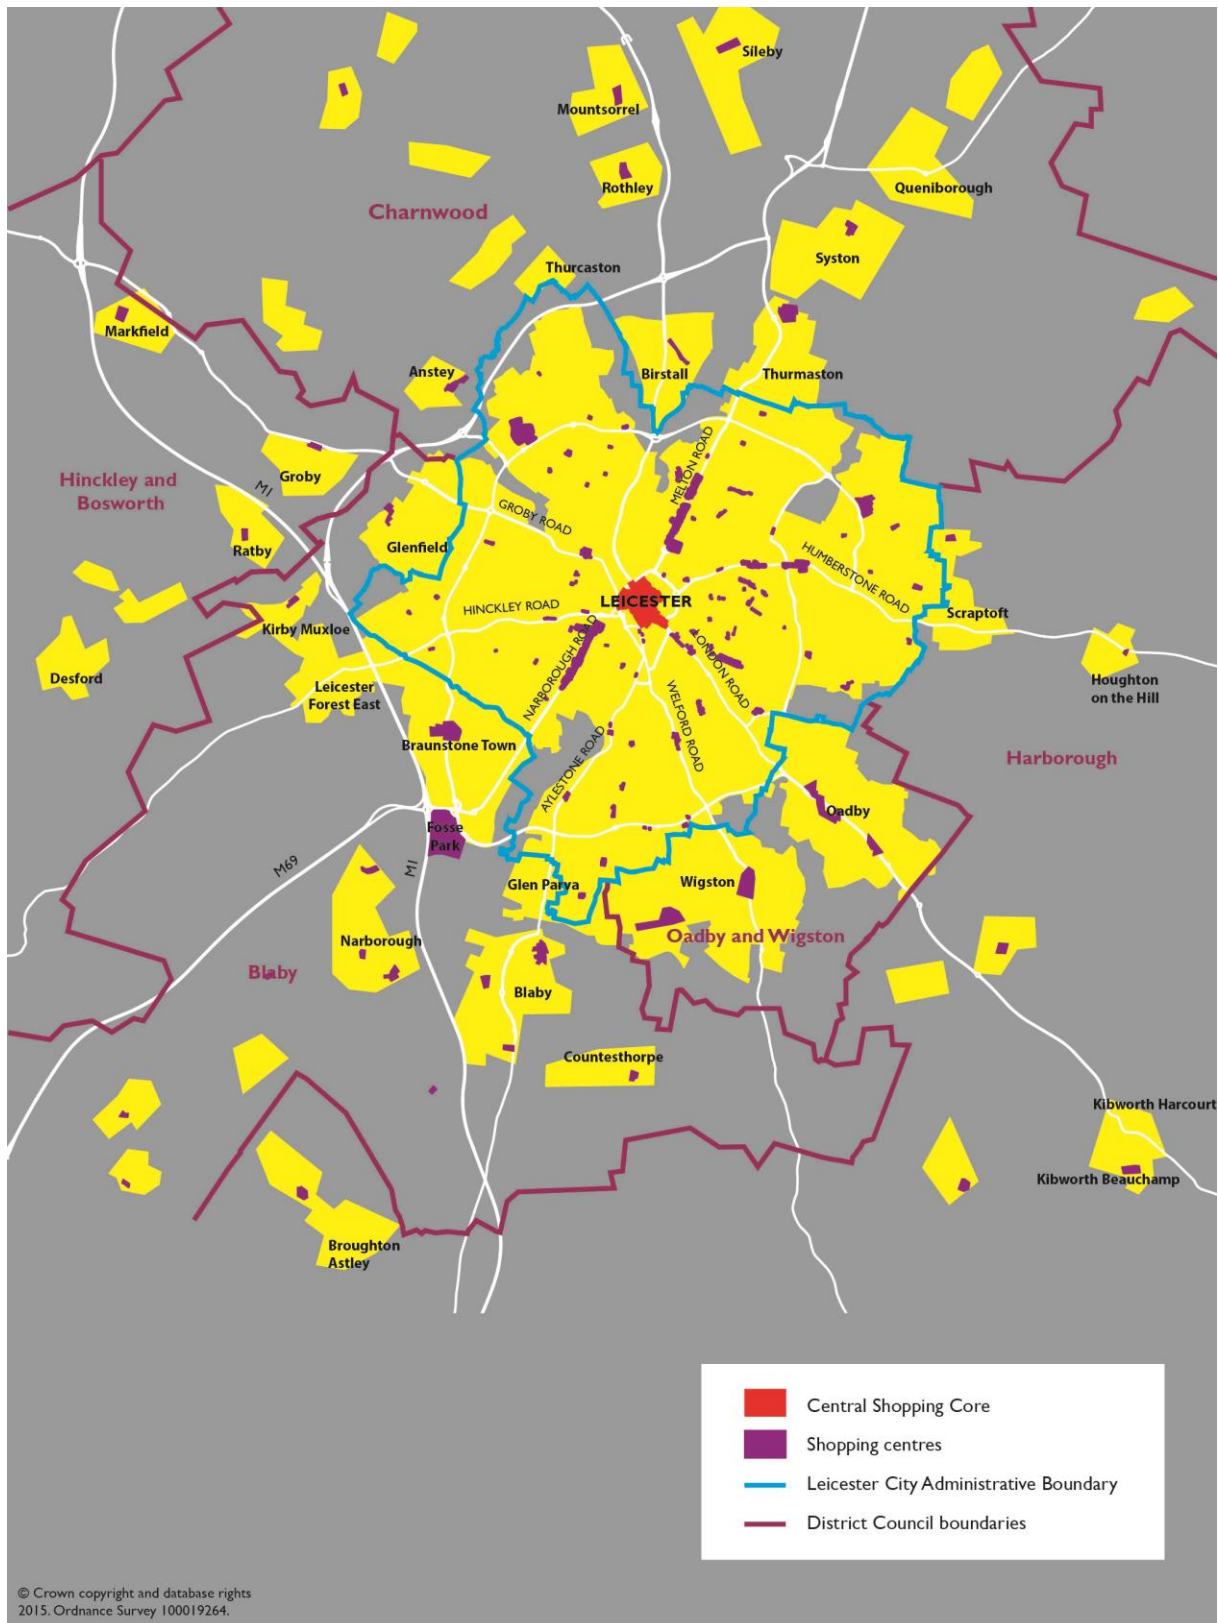 Sileby
Mountsorrel
Rothley
Queniborough
Charnwood
Syston
Thurcaston
Markfield
Anstey
Birstall
Thurmaston
MELTON ROAD
Groby
Hinckley and
Bosworth
M1
GROBY ROAD
Ratby
Glenfield
HUMBERSTONE ROAD
HINCKLEY ROAD
LEICESTER
Scraptoft
Kirby Muxloe
Desford
Leicester
Forest East
NARBOROUGH ROAD
LONDON ROAD
Houghton
on the Hill
WELFORD ROAD
Braunstone Town
AYLESTONE ROAD
Harborough
Oadby
Fosse
Park
M69
M1
Glen Parva
Wigston
Narborough
Oadby and Wigston
Blaby
Blaby
Countesthorpe
Kibworth Harcourt
Kibworth Beauchamp
Broughton
Astley
Central Shopping Core
Shopping centres
Leicester City Administrative Boundary
District Council boundaries
© Crown copyright and database rights
2015. Ordnance Survey 100019264.